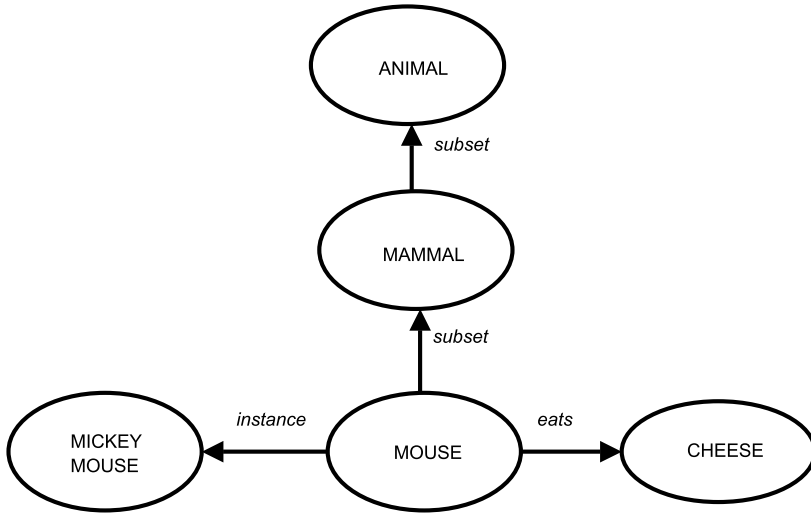 ANIMAL
subset
MAMMAL
subset
instance
eats
MICKEY
MOUSE
MOUSE
CHEESE